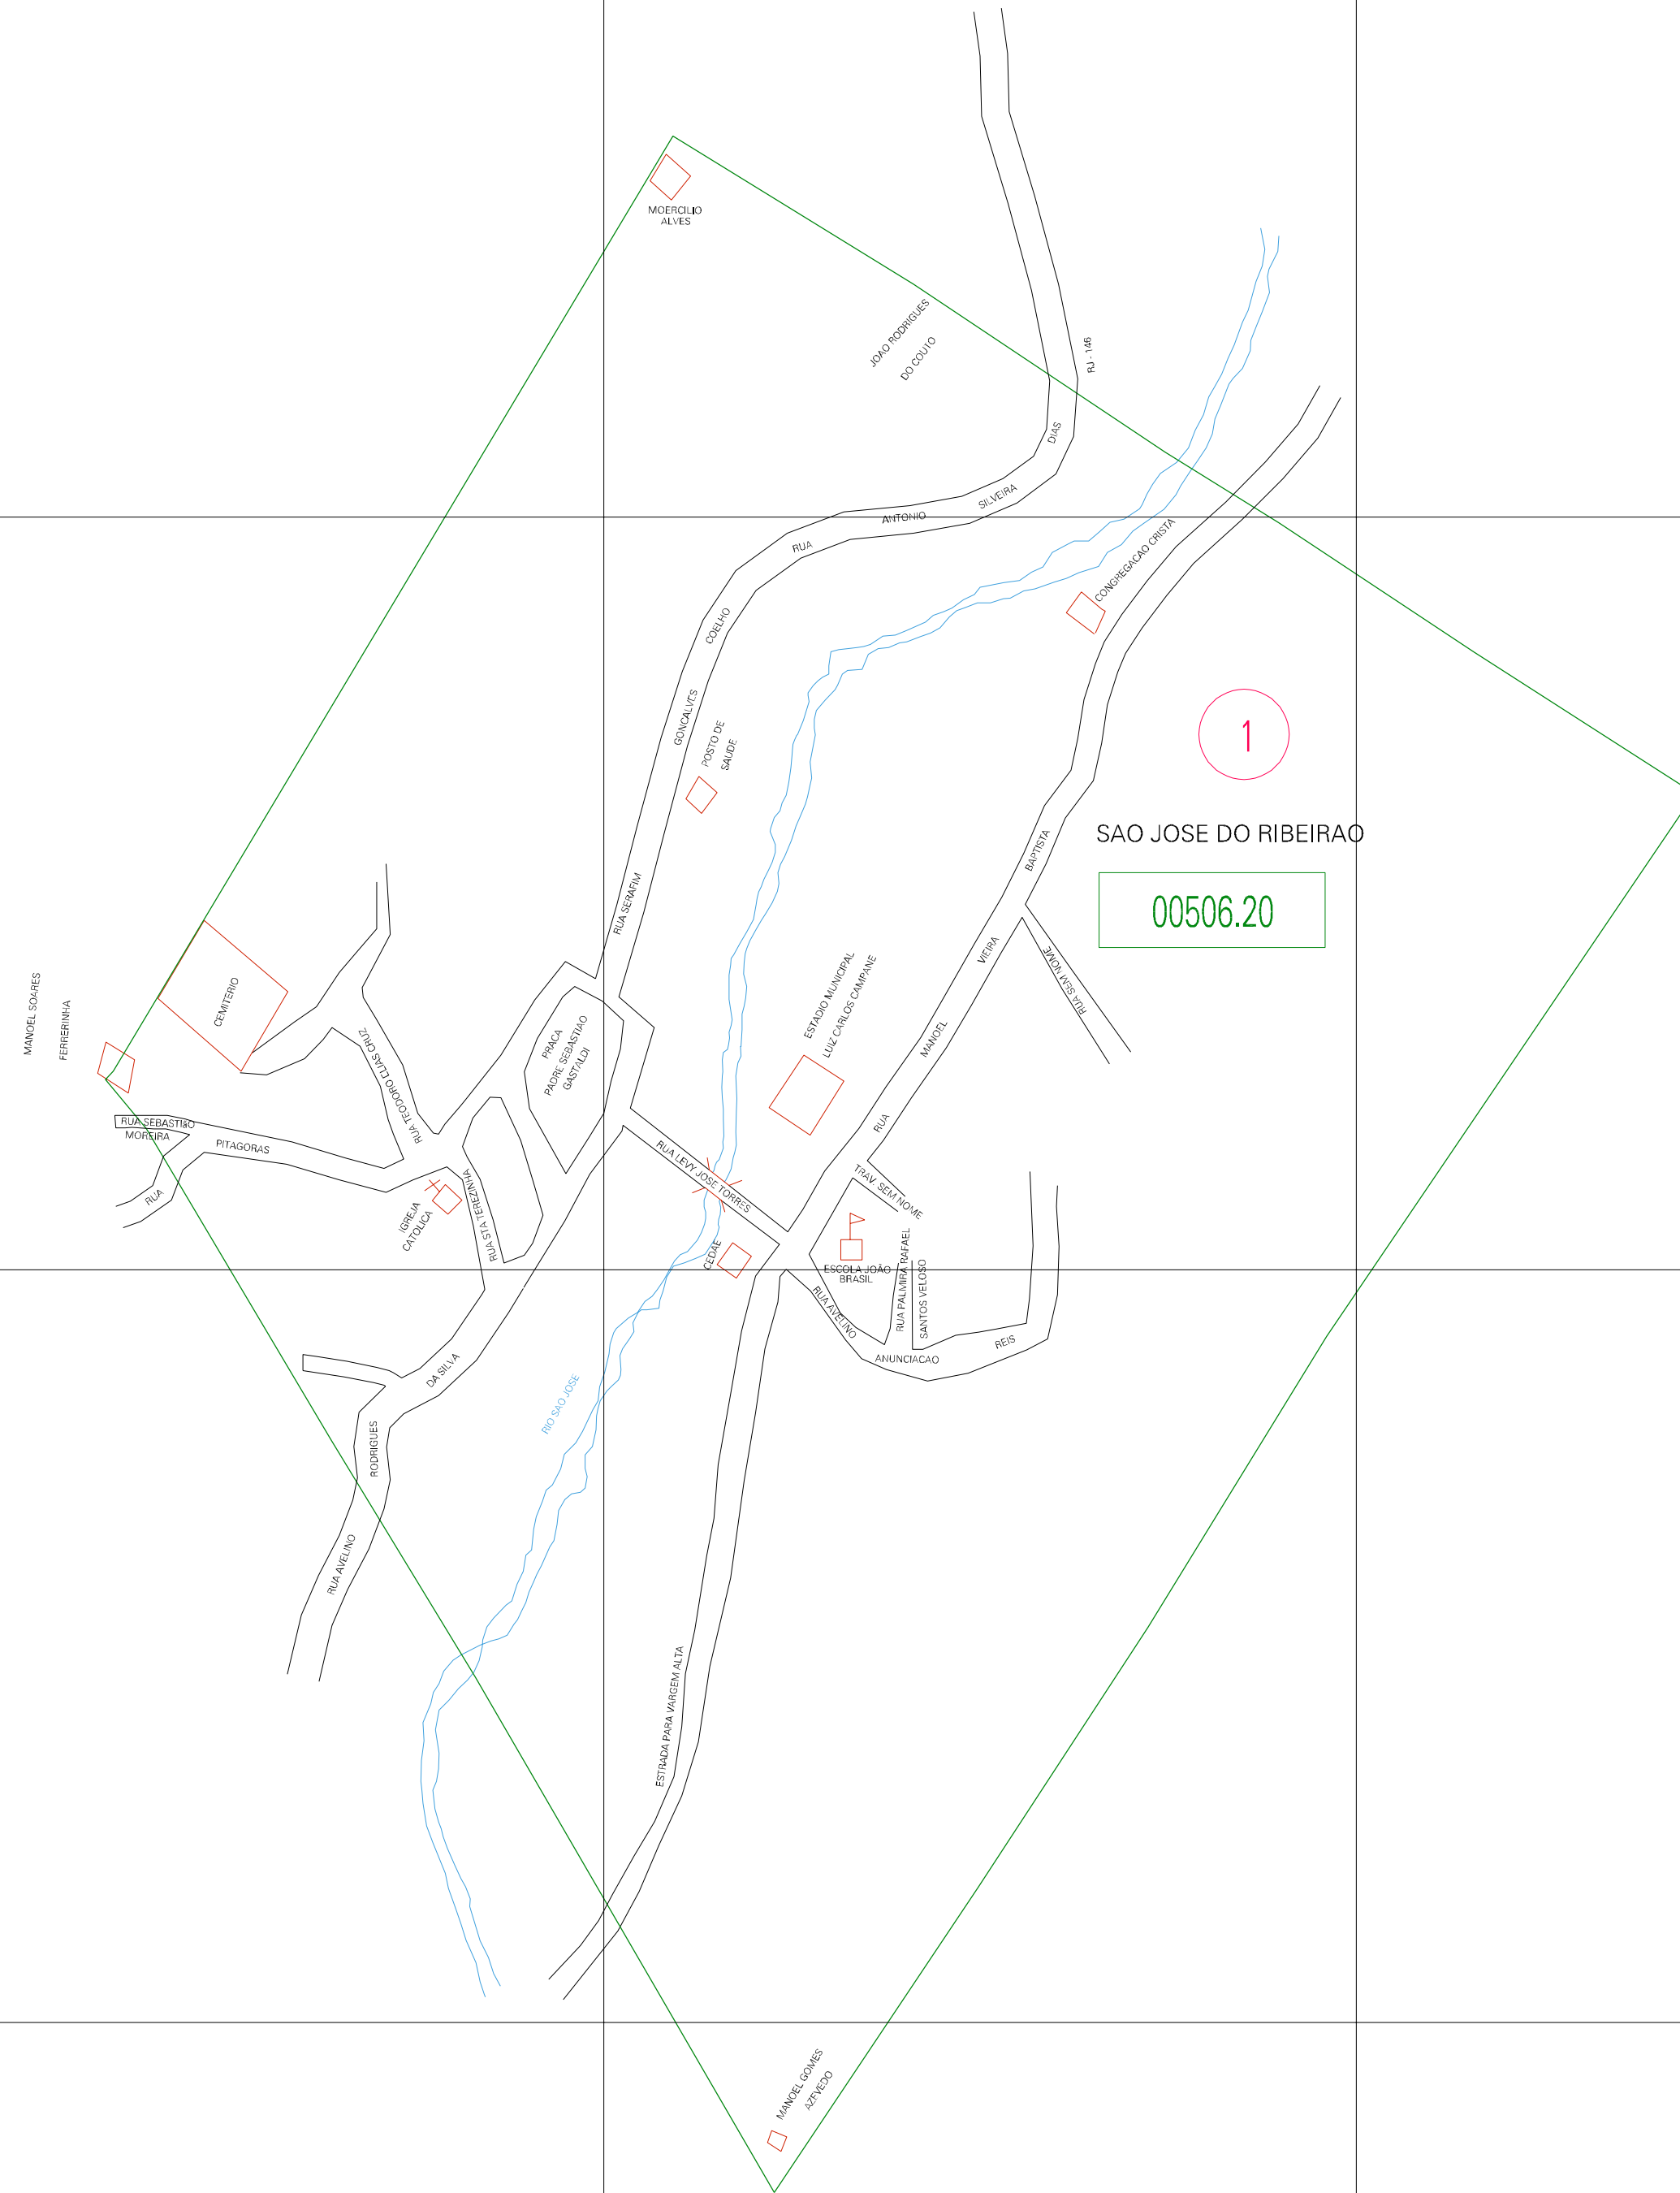 MOERCILIO
ALVES
JOAO RODRIGUES
DO COUTO
RJ - 146
DIAS
SILVEIRA
ANTONIO
RUA
CONGREGACAO CRISTA
COELHO
GONCALVES
POSTO DE
SAUDE
1
SAO JOSE DO RIBEIRAO
00506.20
BAPTISTA
RUA SERAFIM
VIEIRA
RUA SEM NOME
ESTADIO MUNICIPAL
LUIZ CARLOS CAMPANE
MANOEL
RUA
MANOEL SOARES
FERRERINHA
CEMITERIO
RUA TEODORO ELIAS CRUZ
PRACA
PADRE SEBASTIAO
GASTALDI
RUA SEBASTIãO
MOREIRA
PITAGORAS
RUA
RUA LEVY JOSE TORRES
TRAV. SEM NOME
IGREJA
CATOLICA
RUA STA TEREZINHA
CEDAE
ESCOLA JOÃO
BRASIL
RUA PALMIRA RAFAEL
SANTOS VELOSO
RUA AVELINO
ANUNCIACAO
REIS
DA SILVA
RIO SAO JOSE
RODRIGUES
RUA AVELINO
ESTRADA PARA VARGEM ALTA
MANOEL GOMES
AZEVEDO